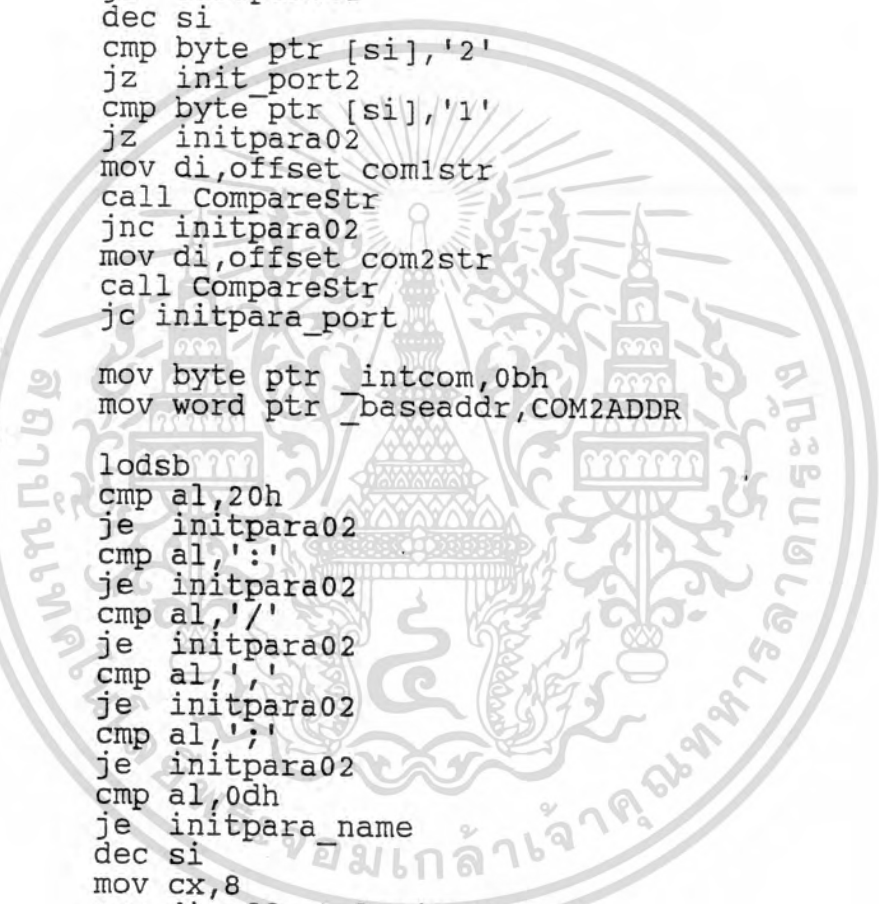 dec si
cmp byte ptr [si],'2'
jz init_port2
cmp byte ptr [si],'1'
jz initpara02
mov di,offset com1str
call CompareStr
jnc initpara02
mov di,offset com2str
call CompareStr
jc initpara_port
mov byte ptr _intcom,0bh
mov word ptr _baseaddr,COM2ADDR
lodsb
cmp al,20h
je initpara02
cmp al,':'
je initpara02
cmp al,'/'
je initpara02
cmp al,','
je initpara02
cmp al,';'
je initpara02
cmp al,0dh
je initpara_name
dec si
mov cx,8